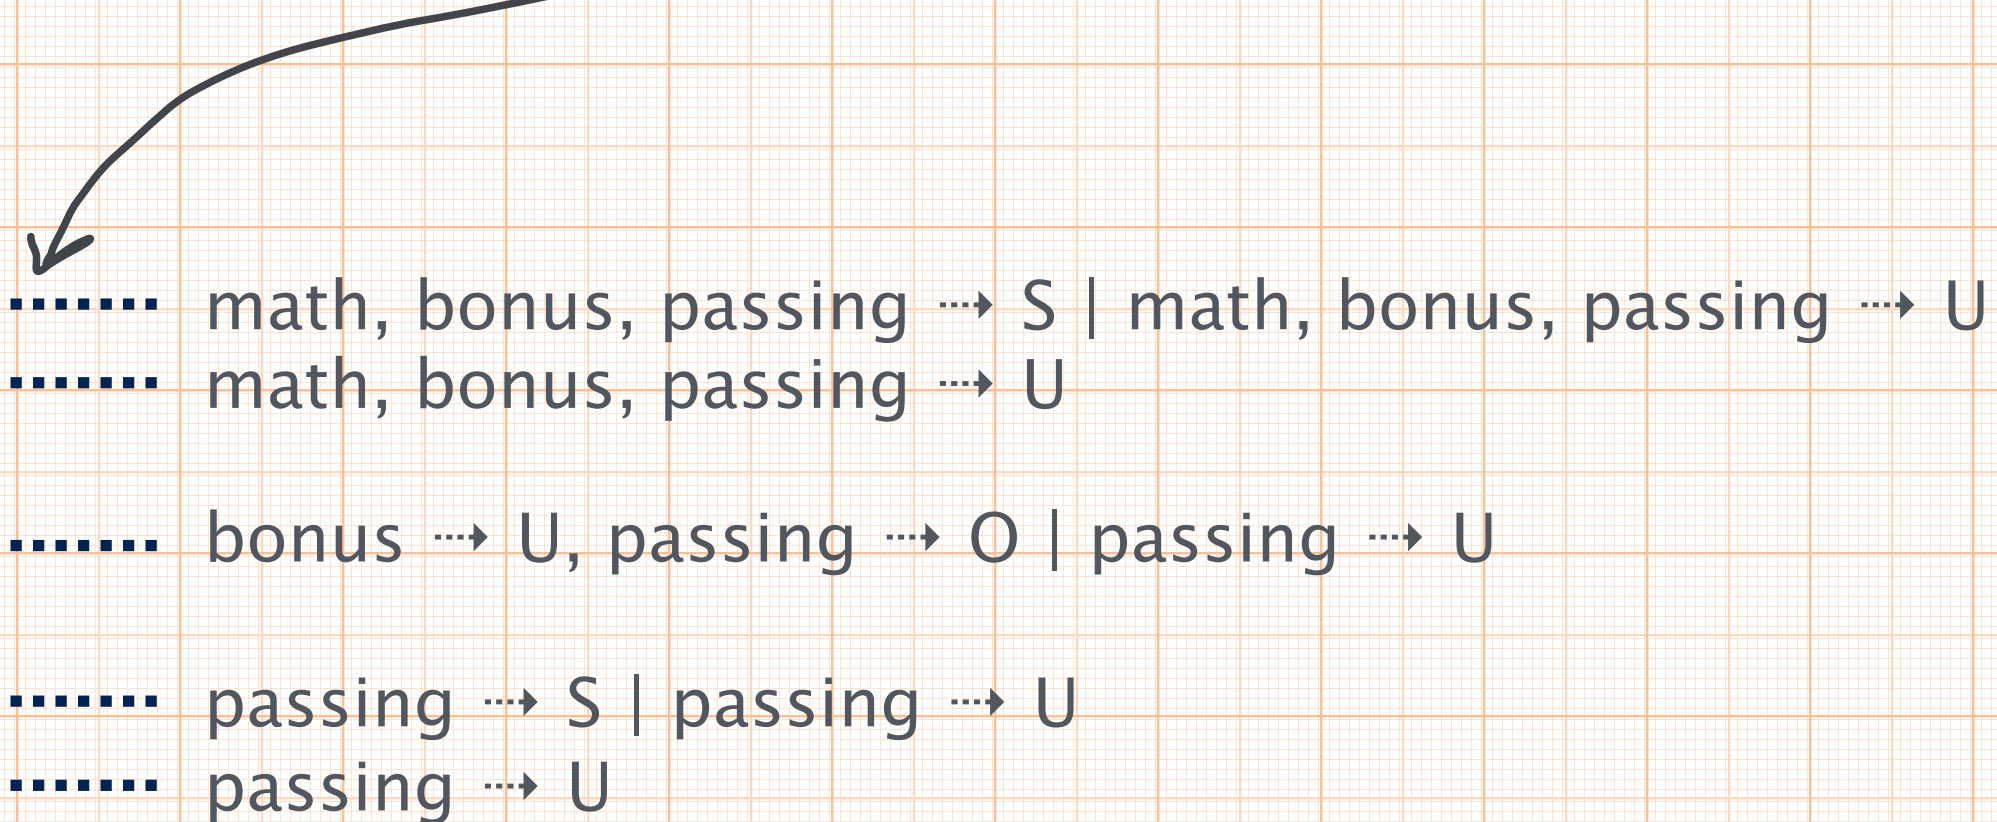 math, bonus, passing ⇢ S | math, bonus, passing ⇢ U
math, bonus, passing ⇢ U
bonus ⇢ U, passing ⇢ O | passing ⇢ U
passing ⇢ S | passing ⇢ U
passing ⇢ U